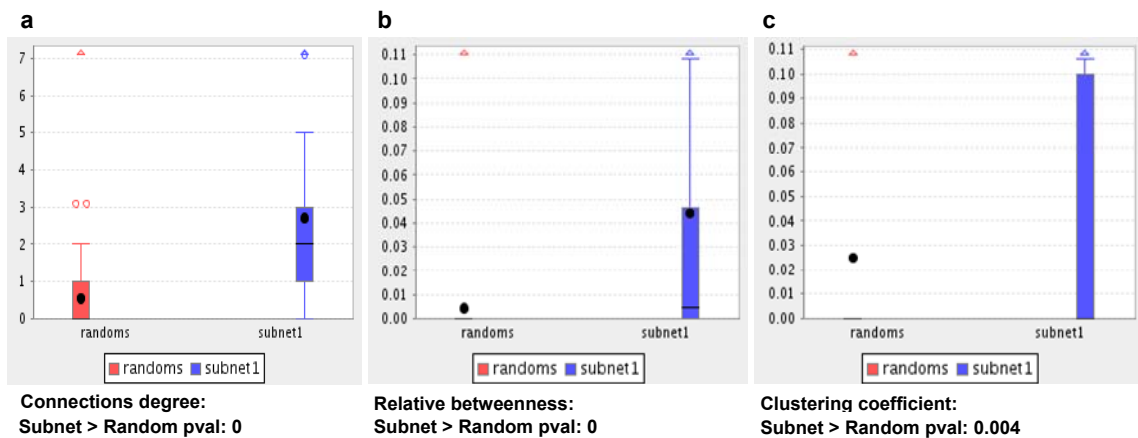 a
7
6
5
4
3
2
1
0
randoms subnet1
randoms subnet1
Connections degree:
Subnet > Random pval: 0
b
0.11
0.10
0.09
0.08
0.07
0.06
0.05
0.04
0.03
0.02
0.01
0.00
randoms subnet1
randoms subnet1
Relative betweenness:
Subnet > Random pval: 0
c
0.11
0.10
0.09
0.08
0.07
0.06
0.05
0.04
0.03
0.02
0.01
0.00
randoms subnet1
randoms subnet1
Clustering coefficient:
Subnet > Random pval: 0.004